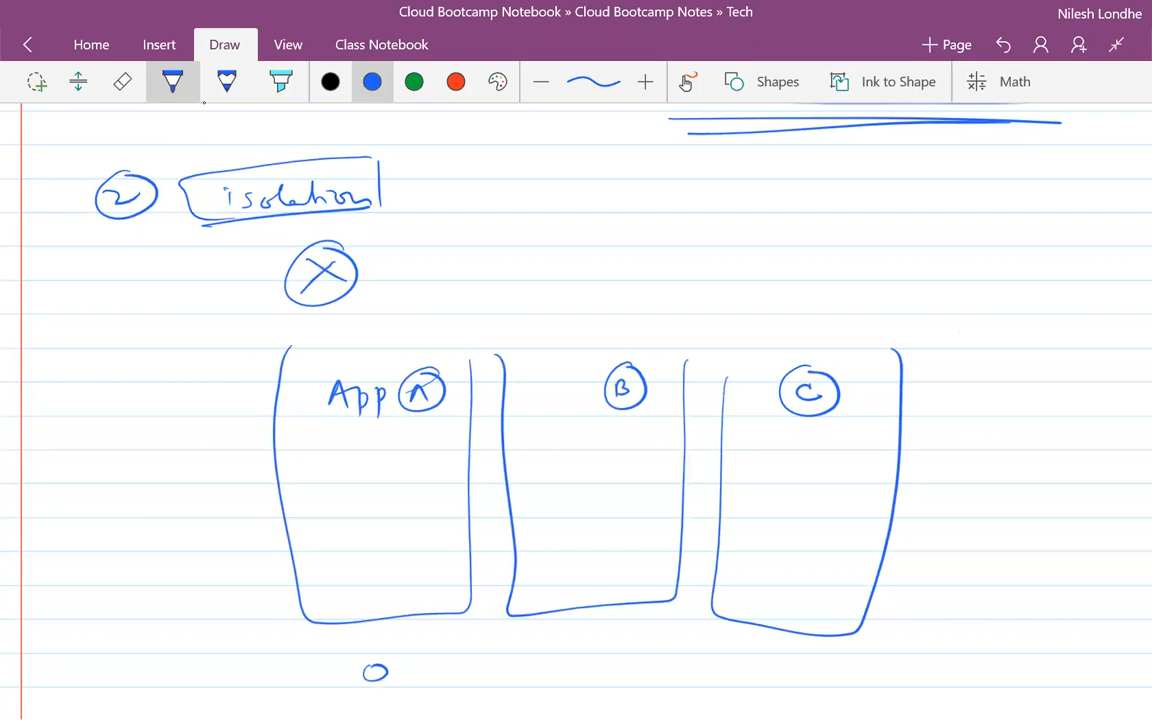 Cloud Bootcamp Notebook » Cloud Bootcamp Notes » Tech
Nilesh Londhe
Home Insert Draw View Class Notebook Page
Shapes Ink to Shape Math
2 isolation
X
App A B C
O